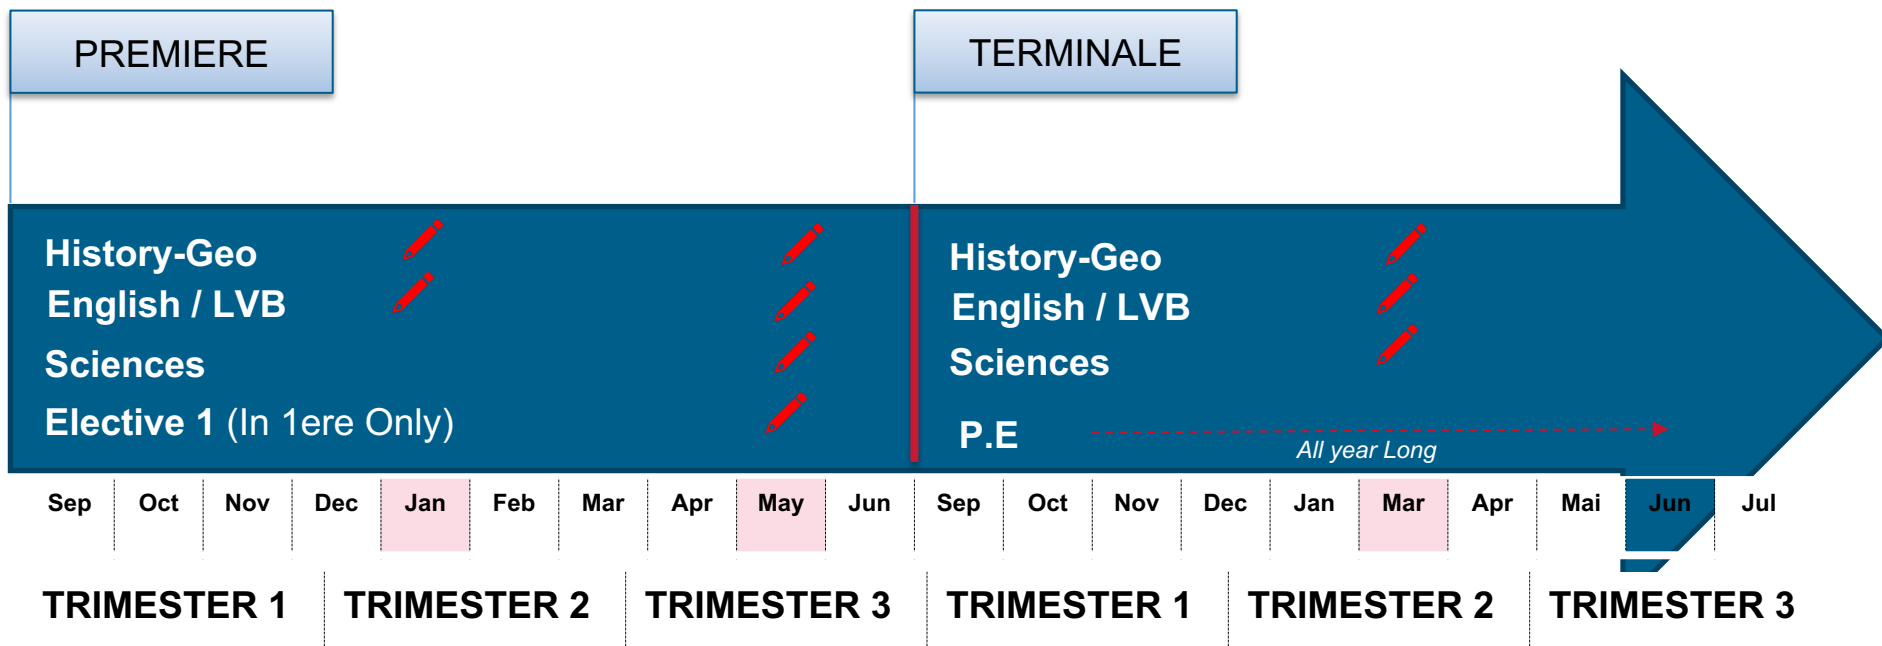 PREMIERE
TERMINALE
History-Geo
English / LVB
Sciences
Elective 1 (In 1ere Only)
History-Geo
English / LVB
Sciences
P.E
All year Long
Sep Oct Nov Dec Jan Feb Mar Apr May Jun Sep Oct Nov Dec Jan Mar Apr Mai Jun Jul
TRIMESTER 1 TRIMESTER 2 TRIMESTER 3 TRIMESTER 1 TRIMESTER 2 TRIMESTER 3